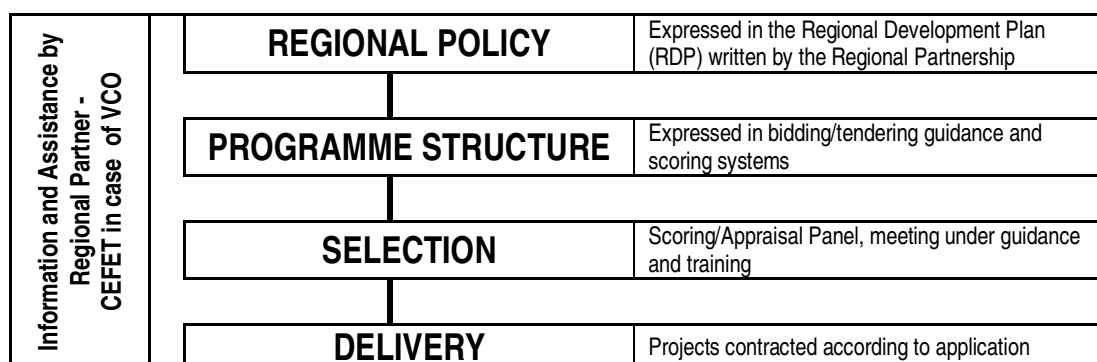 Information and Assistance by
Regional Partner -
CEFET in case of VCO
REGIONAL POLICY
Expressed in the Regional Development Plan
(RDP) written by the Regional Partnership
PROGRAMME STRUCTURE
Expressed in bidding/tendering guidance and
scoring systems
SELECTION
Scoring/Appraisal Panel, meeting under guidance
and training
DELIVERY
Projects contracted according to application